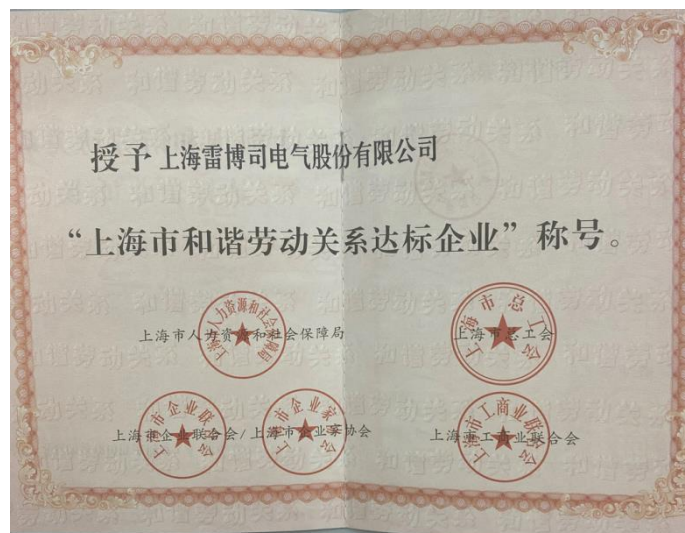 授予 上海雷博司电气股份有限公司
“上海市和谐劳动关系达标企业”称号。
上海市人力资源和社会保障局
上海市总工会
上海市企业联合会/上海市企业家协会
上海市工商业联合会